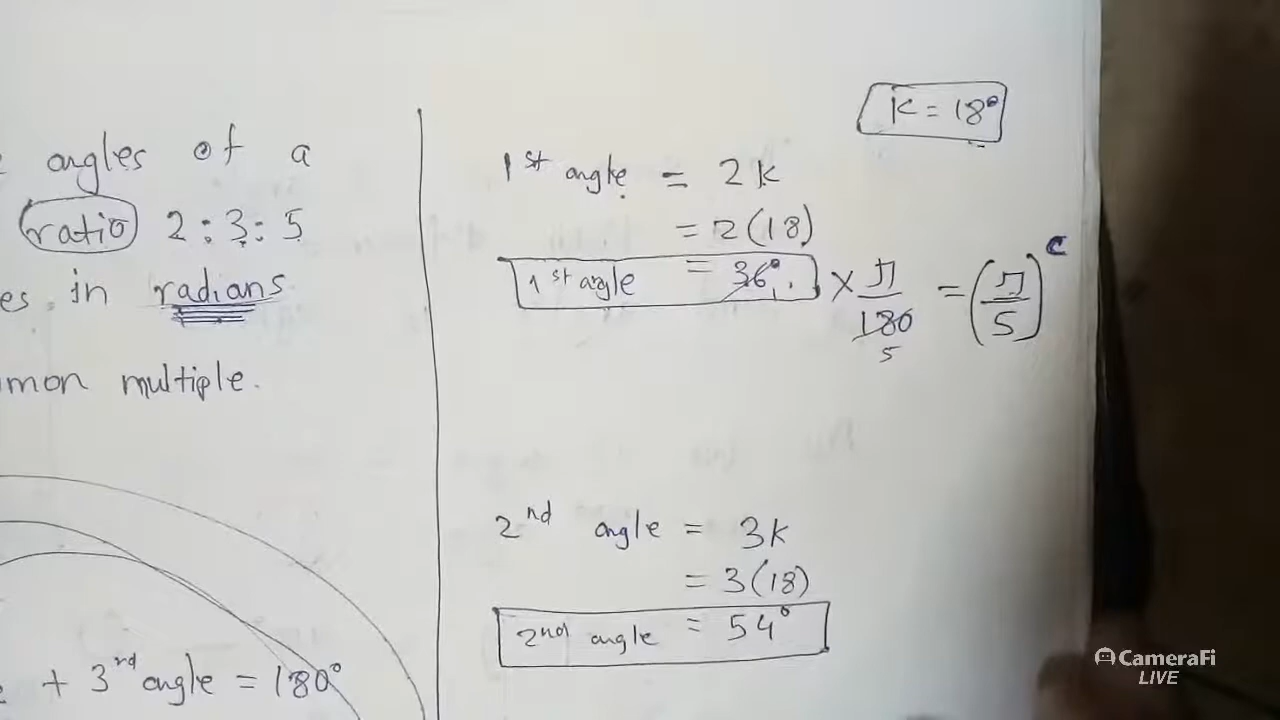 angles of a
ratio 2 : 3 : 5
es in radians
mmon multiple.
+ 3rd angle = 180°
K = 18°
1st angle = 2k
= 2(18)
1st angle = 36° × π/180 = (π/5)ᶜ
5
2nd angle = 3k
= 3(18)
2nd angle = 54°
CameraFi
LIVE